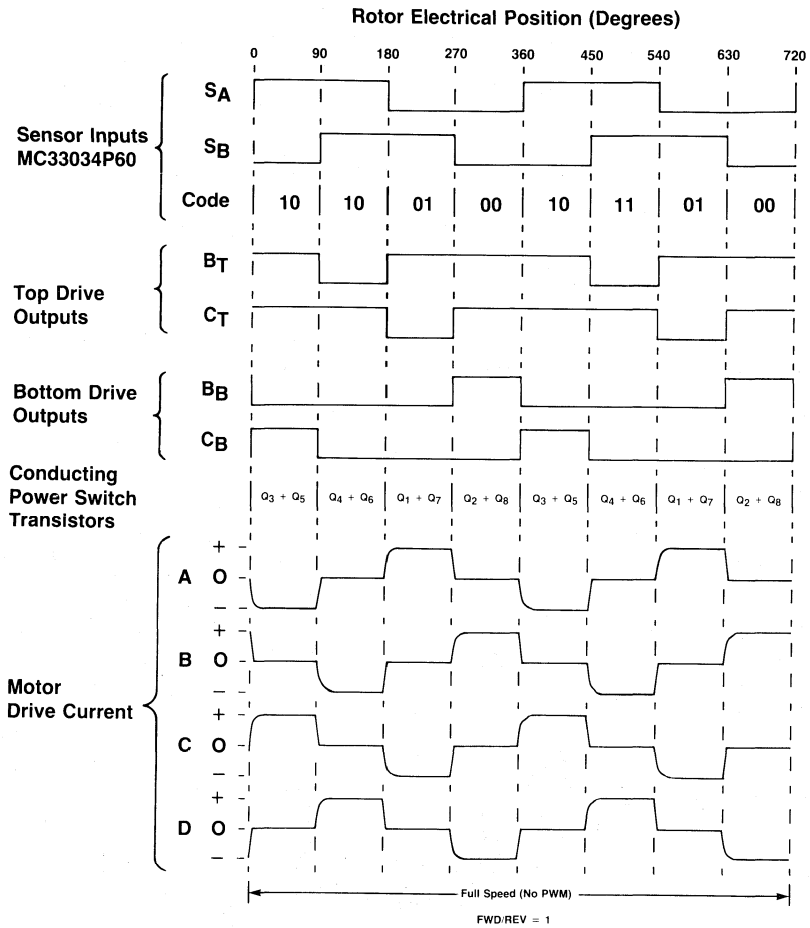 Rotor Electrical Position (Degrees)
0 90 180 270 360 450 540 630 720
Sensor Inputs
MC33034P60
SA
SB
Code 10 10 01 00 10 11 01 00
Top Drive
Outputs
BT
CT
Bottom Drive
Outputs
BB
CB
Conducting
Power Switch
Transistors
Q3 + Q5 Q4 + Q6 Q1 + Q7 Q2 + Q8 Q3 + Q5 Q4 + Q6 Q1 + Q7 Q2 + Q8
Motor
Drive Current
+
A O
−
+
B O
−
+
C O
−
+
D O
−
Full Speed (No PWM)
FWD/REV = 1